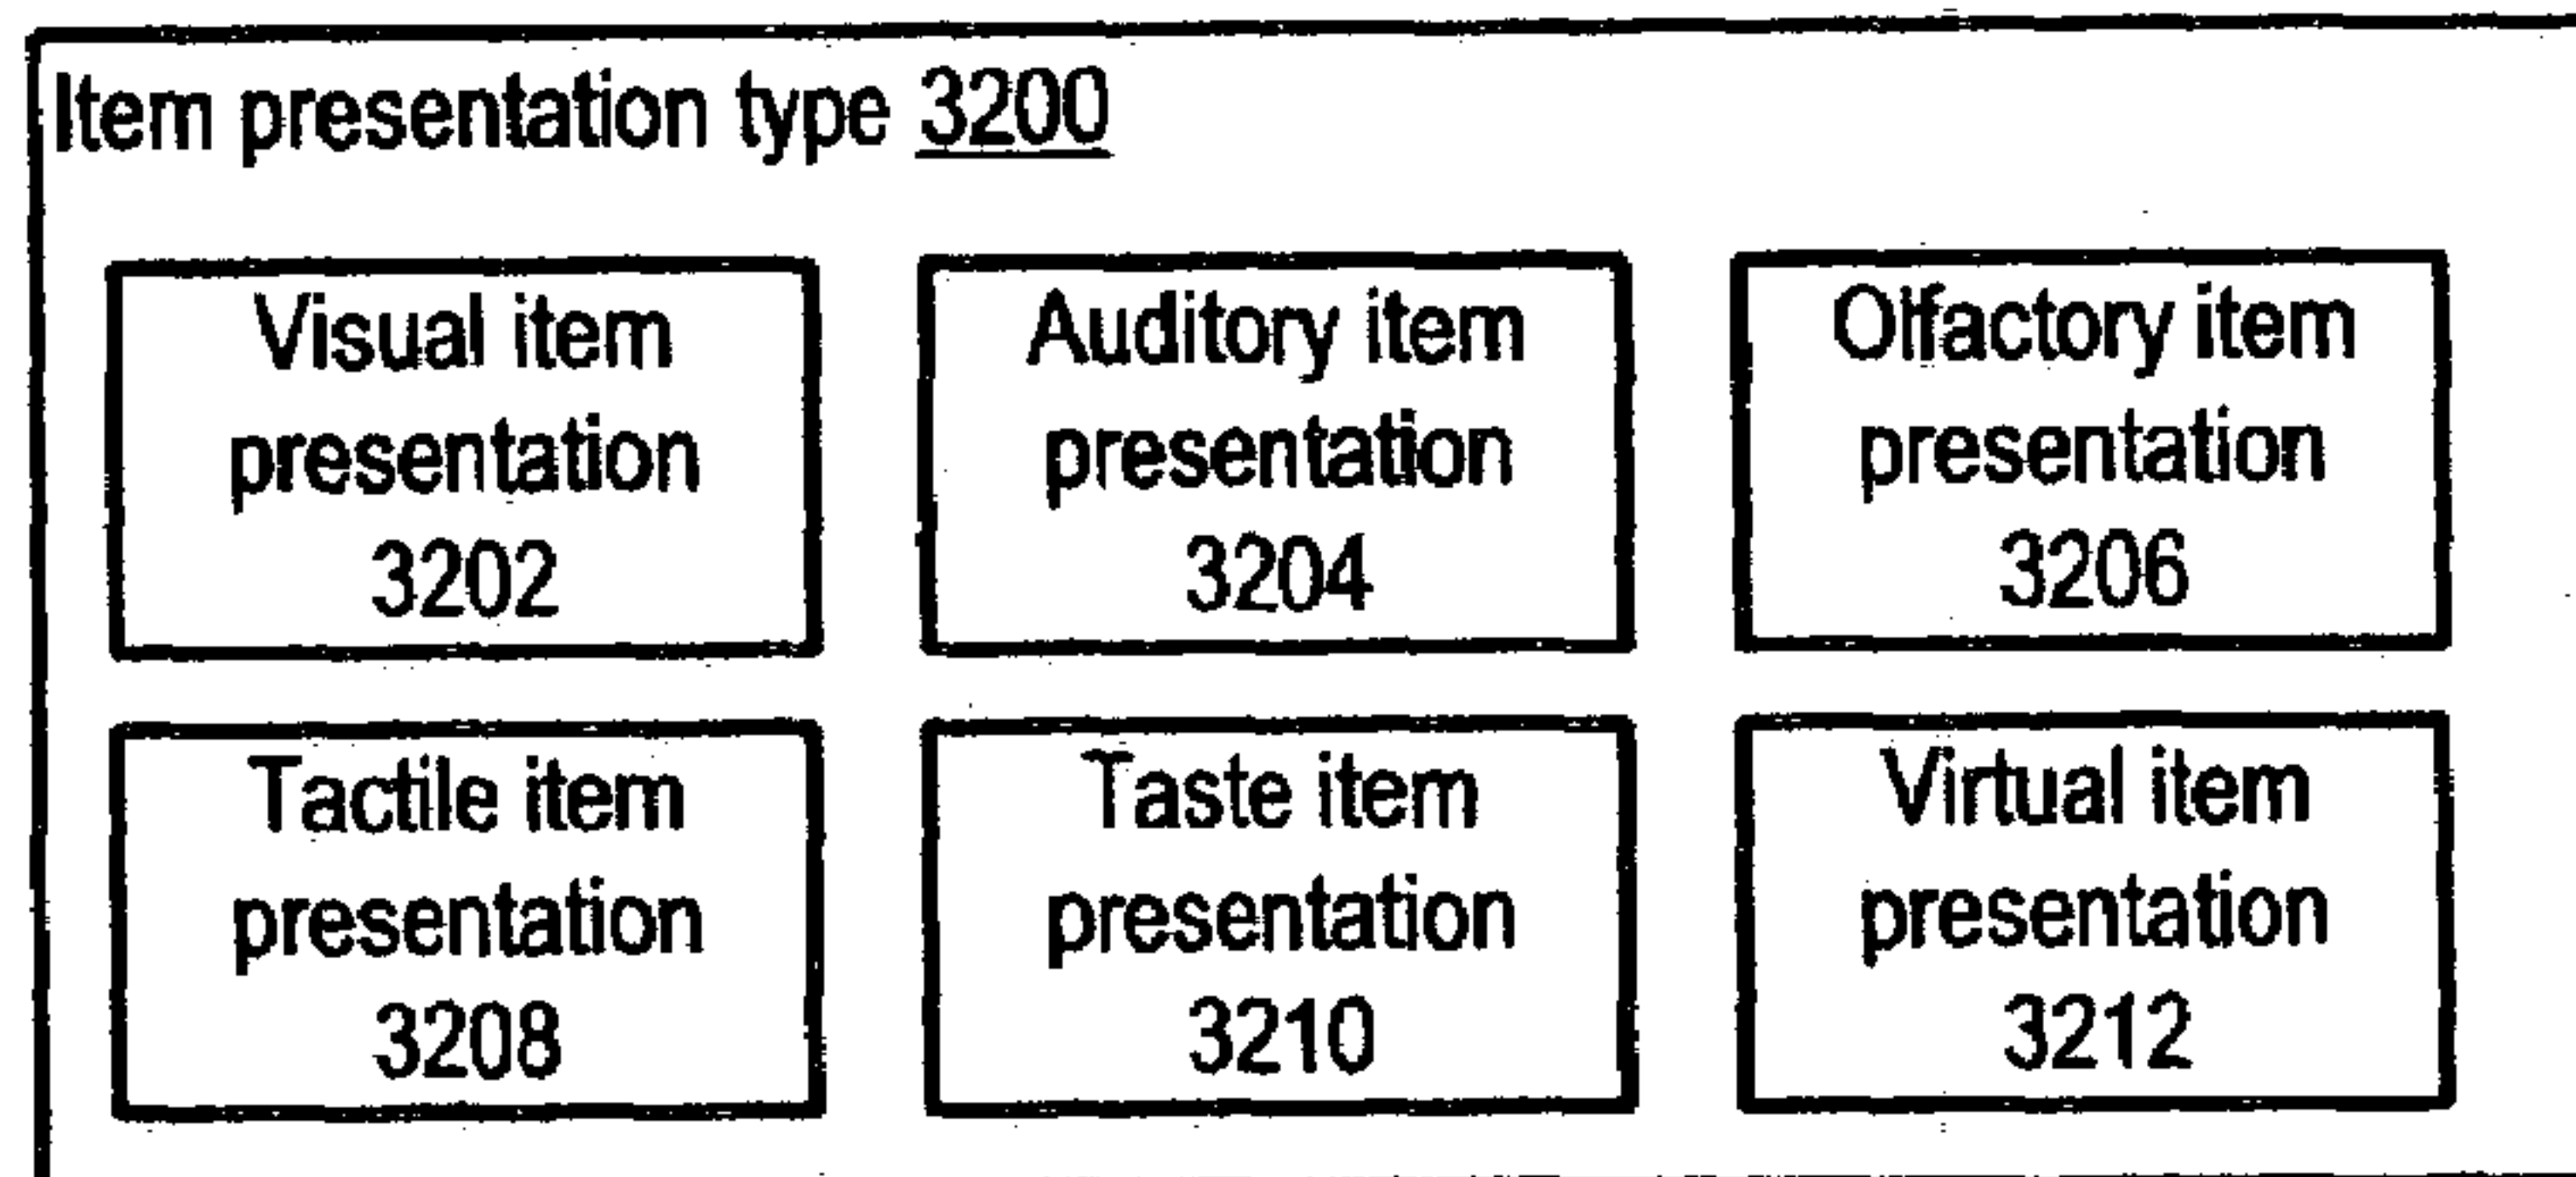 Item presentation type 3200
Visual item
presentation
3202
Auditory item
presentation
3204
Olfactory item
presentation
3206
Tactile item
presentation
3208
Taste item
presentation
3210
Virtual item
presentation
3212